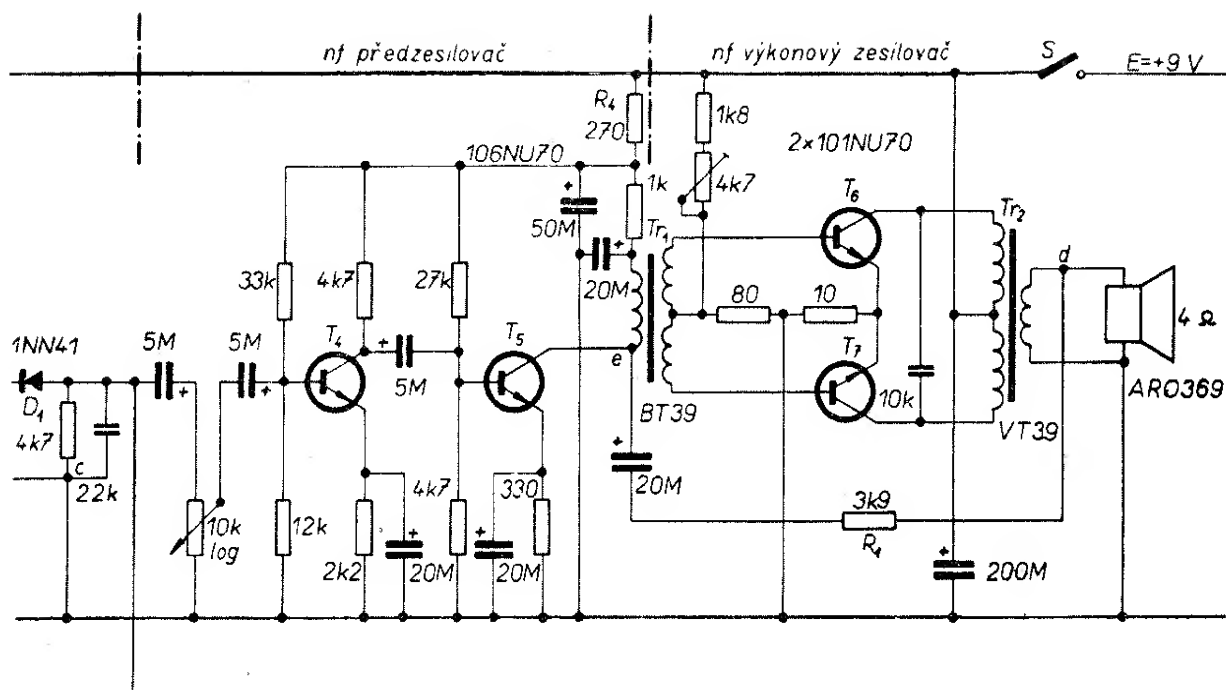 nf předzesilovač
nf výkonový zesilovač
S
E=+9 V
R4
270
1k8
106NU70
2×101NU70
1k
4k7
T6
50M
+
Tr1
Tr2
33k
4k7
27k
20M
+
80
10
d
4 Ω
1NN41
5M
+
5M
+
T4
+
5M
T5
e
T7
10k
BT39
VT39
ARO369
D1
4k7
c
22k
+
20M
3k9
R1
10k
log
12k
2k2
+
20M
4k7
+
20M
330
+
200M